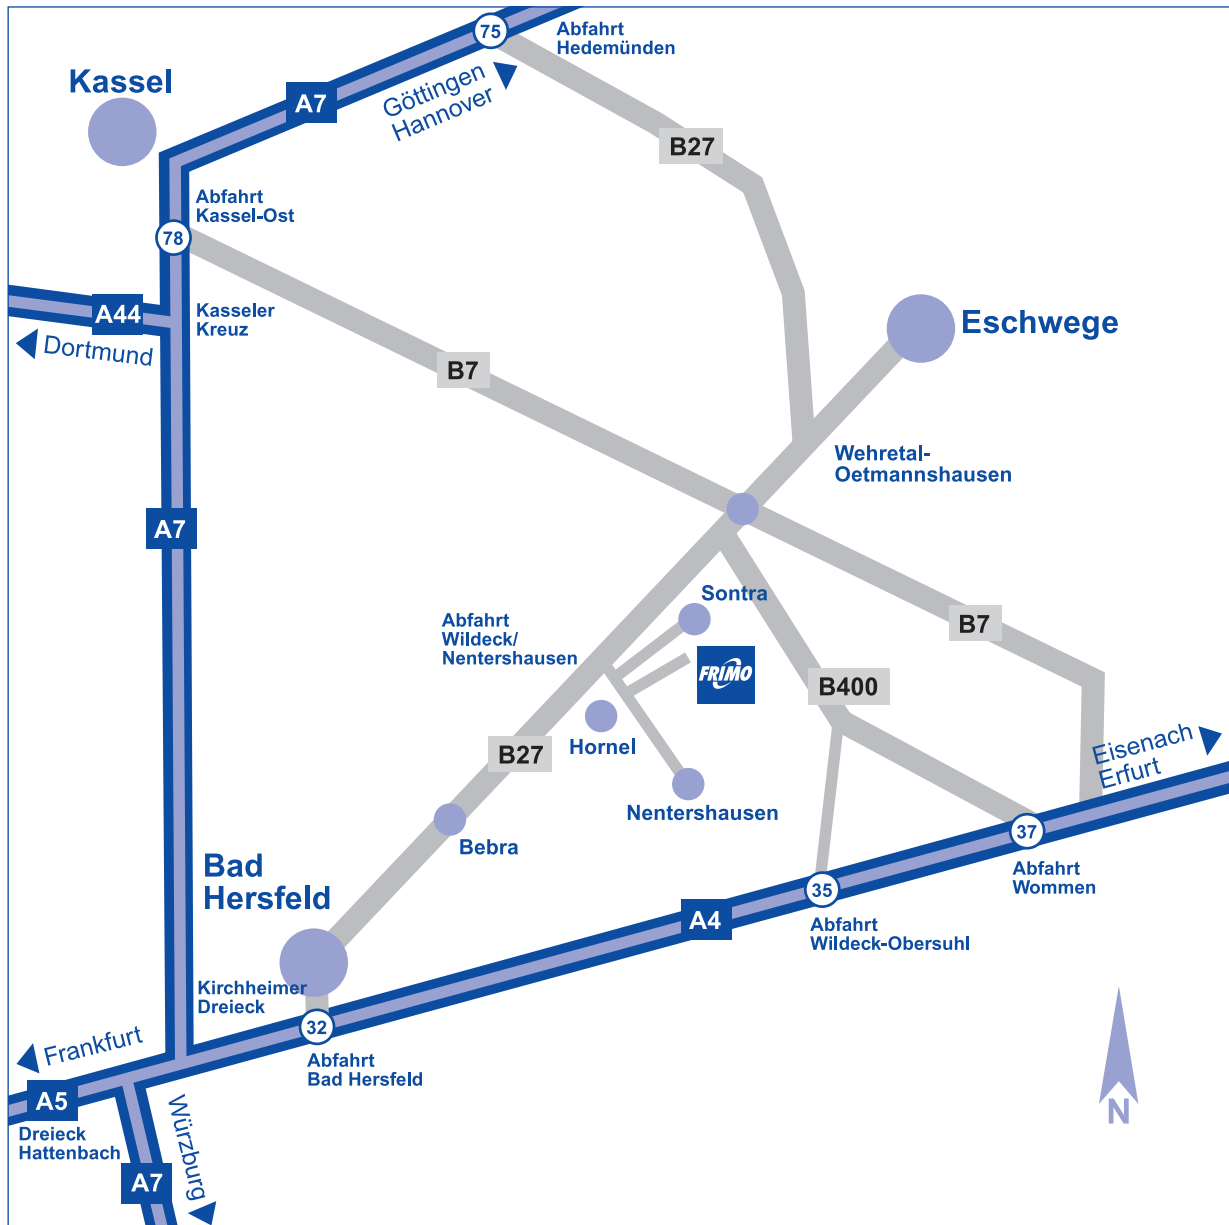 75
Abfahrt
Hedemünden
Kassel
A7
Göttingen
Hannover
B27
Abfahrt
Kassel-Ost
78
A44
Kasseler
Kreuz
Dortmund
Eschwege
B7
Wehretal-
Oetmannshausen
A7
Sontra
Abfahrt
Wildeck/
Nentershausen
B7
FRIMO
B400
Hornel
B27
Eisenach
Erfurt
Nentershausen
Bebra
37
Abfahrt
Wommen
Bad
Hersfeld
35
A4
Abfahrt
Wildeck-Obersuhl
Kirchheimer
Dreieck
32
Frankfurt
Abfahrt
Bad Hersfeld
A5
Dreieck
Hattenbach
Würzburg
A7
N